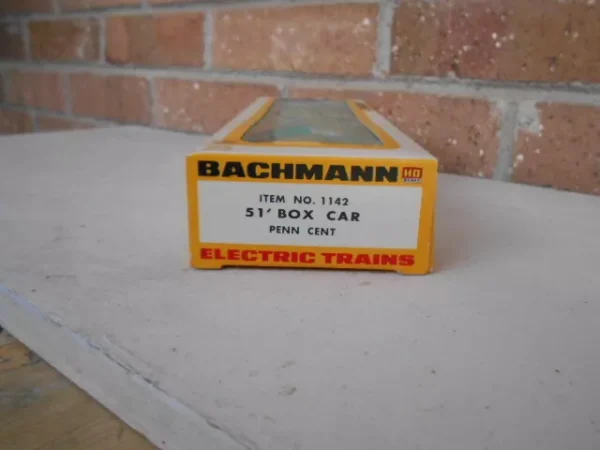 BACHMANN HO
ITEM NO. 1142
51' BOX CAR
PENN CENT
ELECTRIC TRAINS